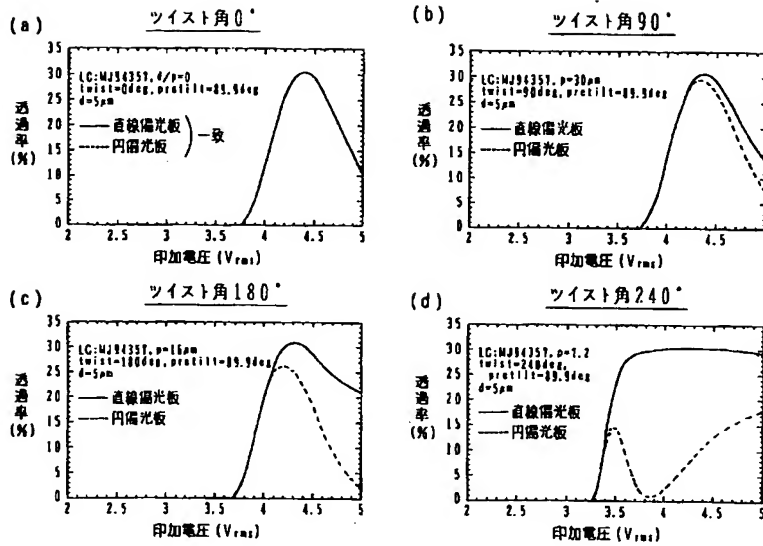 (a) ツイスト角0°
35
30
25
20
15
10
5
0
透過率(%)
LC:MJ94357, d/p=0
twist=0deg, pretilt=89.9deg
d=5μm
直線偏光板
円偏光板
一致
2 2.5 3 3.5 4 4.5 5
印加電圧(Vrms)
(b) ツイスト角90°
35
30
25
20
15
10
5
0
透過率(%)
LC:MJ94357, p=30μm
twist=90deg, pretilt=89.9deg
d=5μm
直線偏光板
円偏光板
2 2.5 3 3.5 4 4.5 5
印加電圧(Vrms)
(c) ツイスト角180°
35
30
25
20
15
10
5
0
透過率(%)
LC:MJ94357, p=16μm
twist=180deg, pretilt=89.9deg
d=5μm
直線偏光板
円偏光板
2 2.5 3 3.5 4 4.5 5
印加電圧(Vrms)
(d) ツイスト角240°
35
30
25
20
15
10
5
0
透過率(%)
LC:MJ94357, p=7.2
twist=240deg,
pretilt=89.9deg
d=5μm
直線偏光板
円偏光板
2 2.5 3 3.5 4 4.5 5
印加電圧(Vrms)